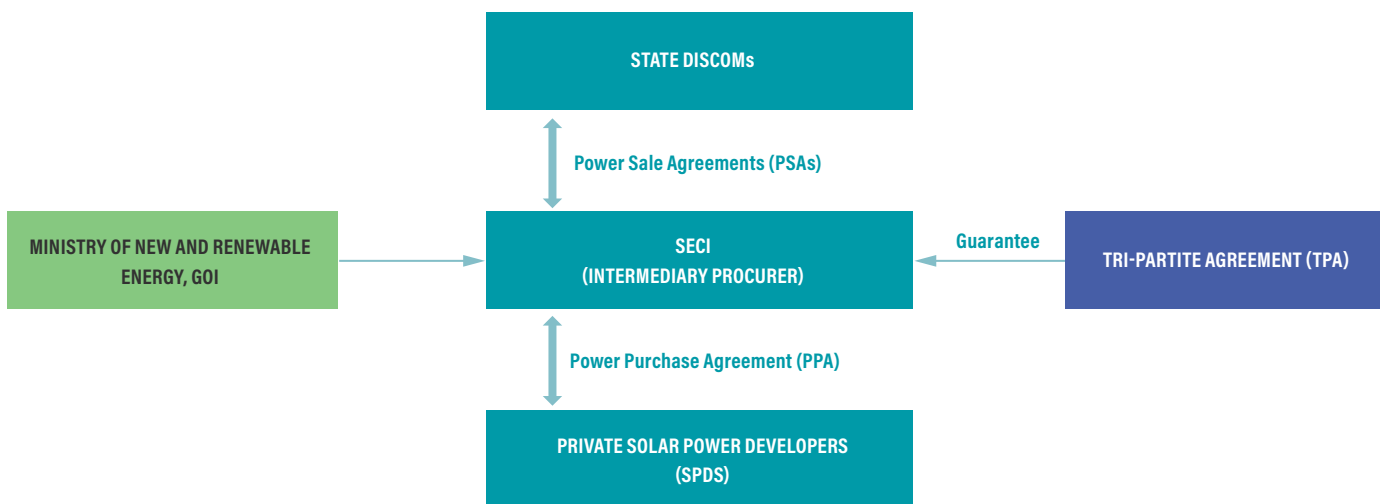 STATE DISCOMs
Power Sale Agreements (PSAs)
MINISTRY OF NEW AND RENEWABLE
ENERGY, GOI
SECI
(INTERMEDIARY PROCURER)
Guarantee
TRI-PARTITE AGREEMENT (TPA)
Power Purchase Agreement (PPA)
PRIVATE SOLAR POWER DEVELOPERS
(SPDS)